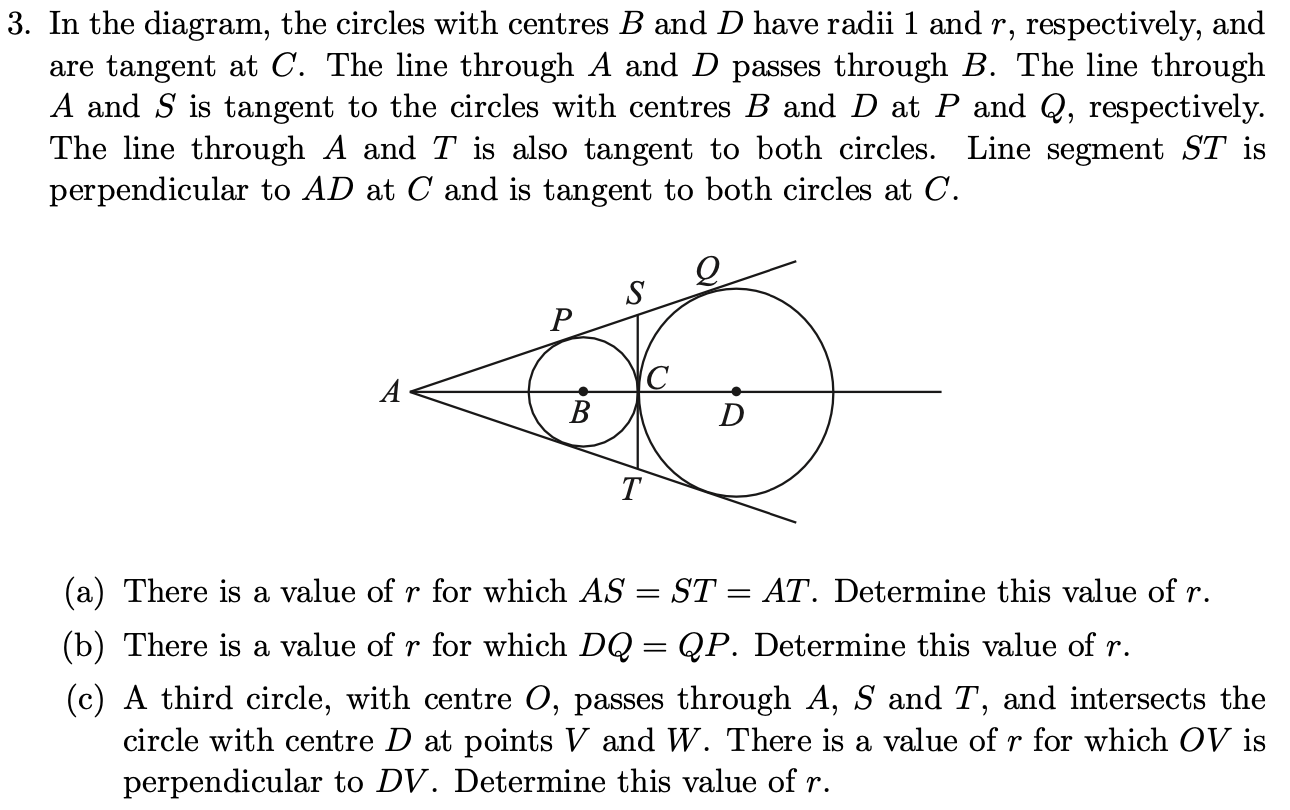 3. In the diagram, the circles with centres B and D have radii 1 and r, respectively, and
are tangent at C. The line through A and D passes through B. The line through
A and S is tangent to the circles with centres B and D at P and Q, respectively.
The line through A and T is also tangent to both circles. Line segment ST is
perpendicular to AD at C and is tangent to both circles at C.
Q
S
P
C
A
B
D
T
(a) There is a value of r for which AS = ST = AT. Determine this value of r.
(b) There is a value of r for which DQ = QP. Determine this value of r.
(c) A third circle, with centre O, passes through A, S and T, and intersects the
circle with centre D at points V and W. There is a value of r for which OV is
perpendicular to DV. Determine this value of r.